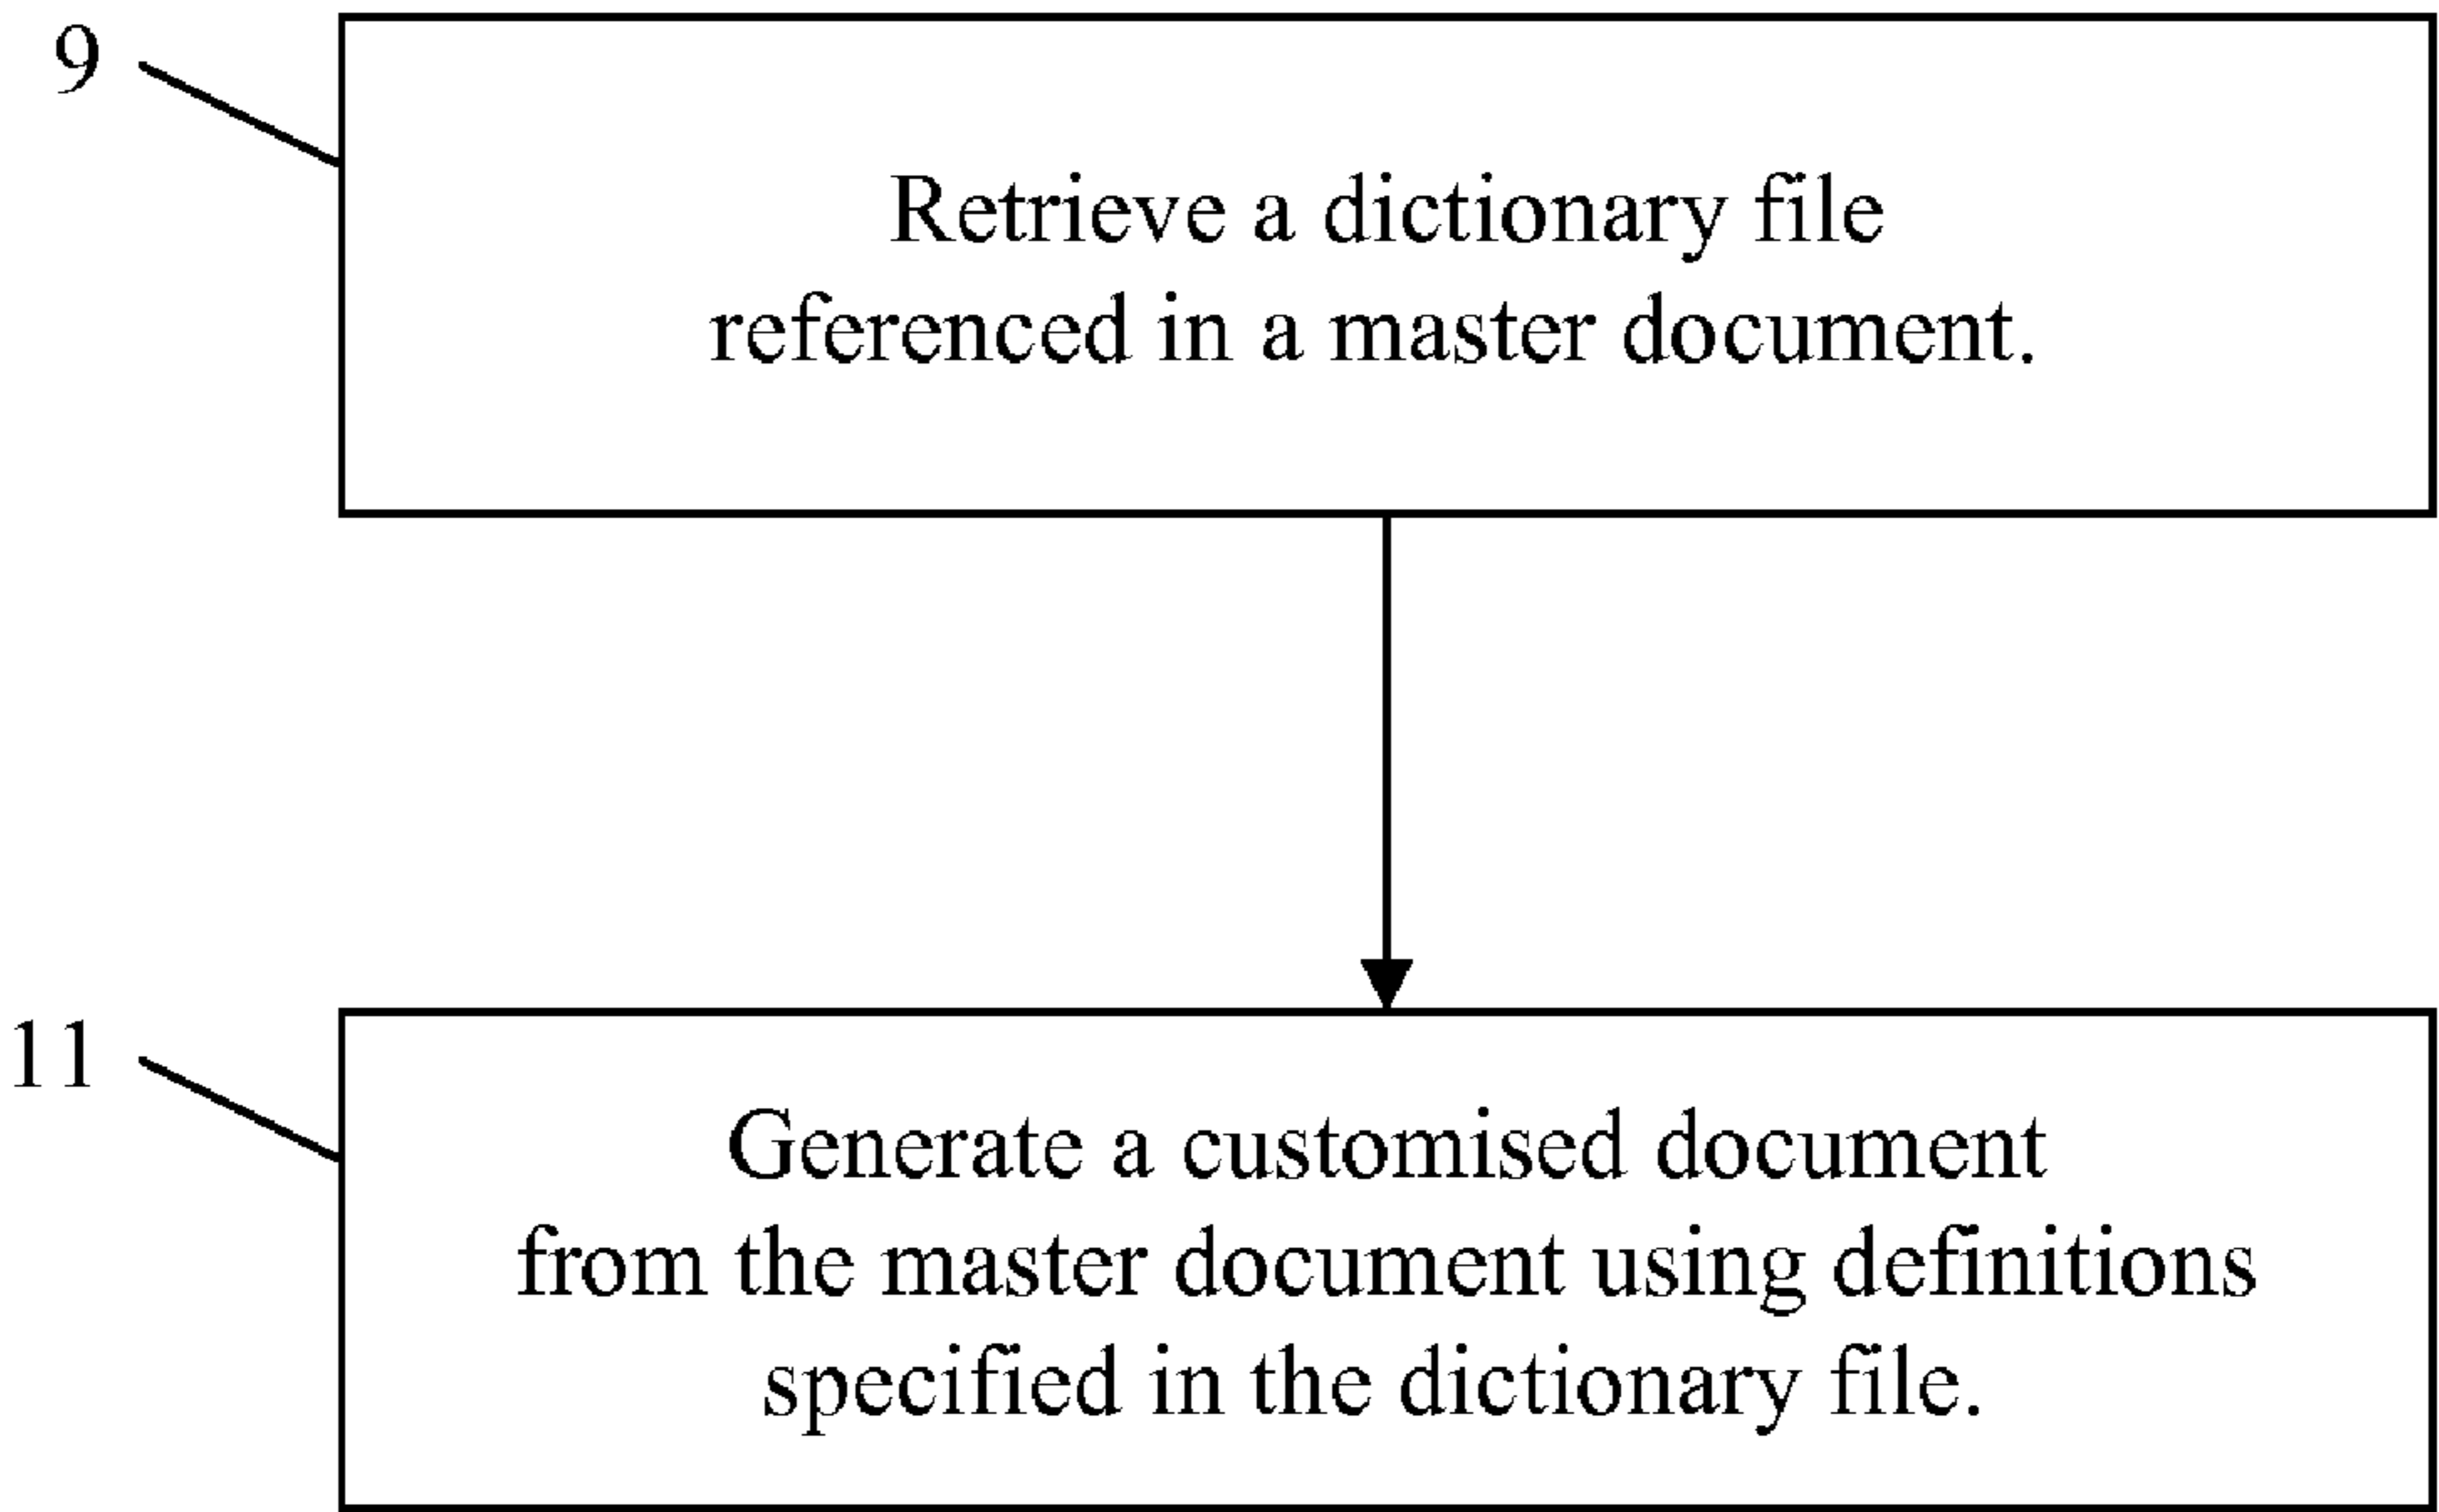 9
Retrieve a dictionary file
referenced in a master document.
11
Generate a customised document
from the master document using definitions
specified in the dictionary file.